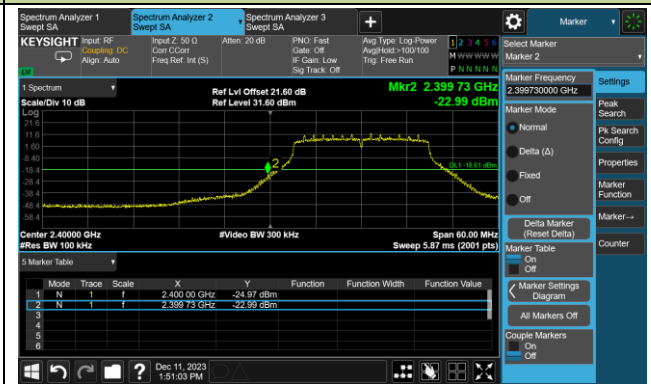 Spectrum Analyzer 1
Swept SA
Spectrum Analyzer 2
Swept SA
Spectrum Analyzer 3
Swept SA
Marker
KEYSIGHT
Input: RF
Coupling: DC
Align: Auto
Input Z: 50 Ω
Corr CCorr
Freq Ref: Int (S)
Atten: 20 dB
PNO: Fast
Gate: Off
IF Gain: Low
Sig Track: Off
Avg Type: Log-Power
Avg|Hold:>100/100
Trig: Free Run
1 2 3 4 5 6
M W W W W W
P N N N N N
LXI
Select Marker
Marker 2
1 Spectrum
Scale/Div 10 dB
Ref Lvl Offset 21.60 dB
Ref Level 31.60 dBm
Mkr2 2.399 73 GHz
-22.99 dBm
Log
21.6
11.6
1.60
-8.40
-18.4
-28.4
-38.4
-48.4
-58.4
2
DL1 -18.61 dBm
Center 2.40000 GHz
#Res BW 100 kHz
#Video BW 300 kHz
Span 60.00 MHz
Sweep 5.87 ms (2001 pts)
5 Marker Table
Mode Trace Scale X Y Function Function Width Function Value
1 N 1 f 2.400 00 GHz -24.97 dBm
2 N 1 f 2.399 73 GHz -22.99 dBm
3
4
5
6
Marker Frequency
2.399730000 GHz
Marker Mode
Normal
Delta (Δ)
Fixed
Off
Delta Marker
(Reset Delta)
Marker Table
On
Off
Marker Settings
Diagram
All Markers Off
Couple Markers
On
Off
Settings
Peak
Search
Pk Search
Config
Properties
Marker
Function
Marker→
Counter
?
Dec 11, 2023
1:51:03 PM